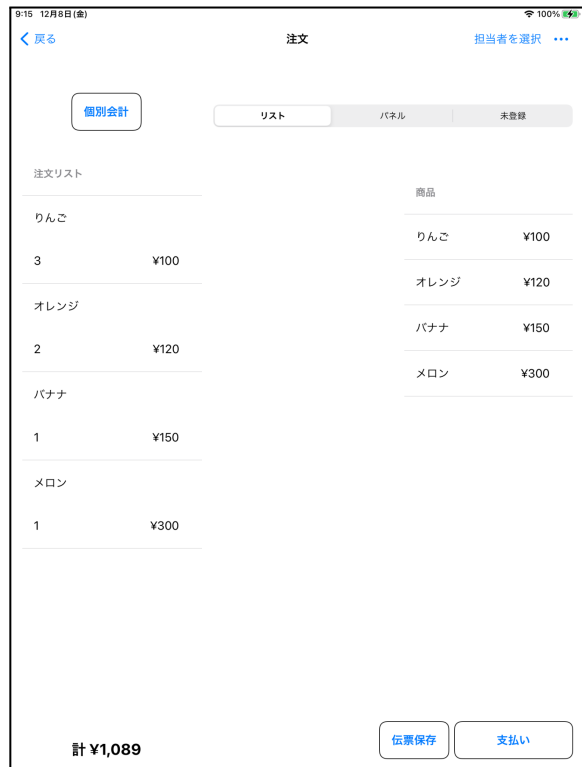 9:15 12月8日(金) 100%
戻る 注文 担当者を選択 •••
個別会計 リスト パネル 未登録
注文リスト
商品
りんご
りんご ¥100
3 ¥100
オレンジ ¥120
オレンジ
バナナ ¥150
2 ¥120
メロン ¥300
バナナ
1 ¥150
メロン
1 ¥300
計 ¥1,089
伝票保存 支払い